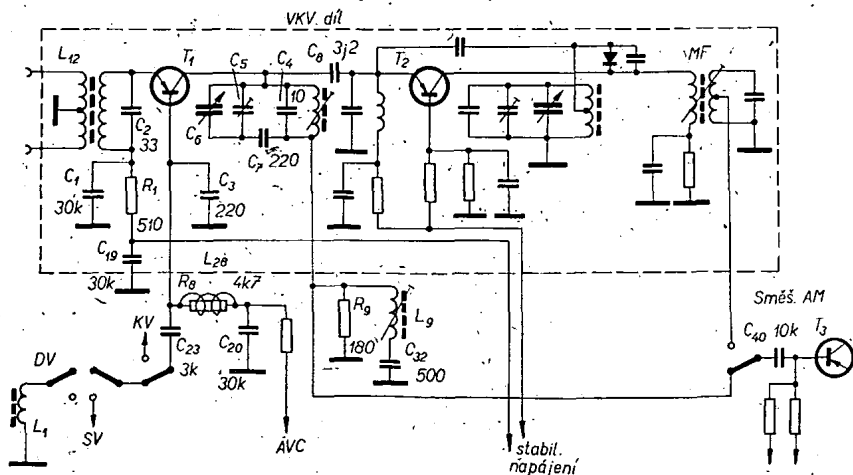 VKV. díl
L12
T1
C5
C4
C8
3j2
T2
MF
10
C2
33
C6
C7
220
C1
30k
R1
510
C3
220
C19
30k
L28
R8
4k7
KV
C23
3k
C20
30k
R9
180
L9
C32
500
Směš. AM
C40
10k
T3
DV
L1
SV
AVC
stabil.
napájení